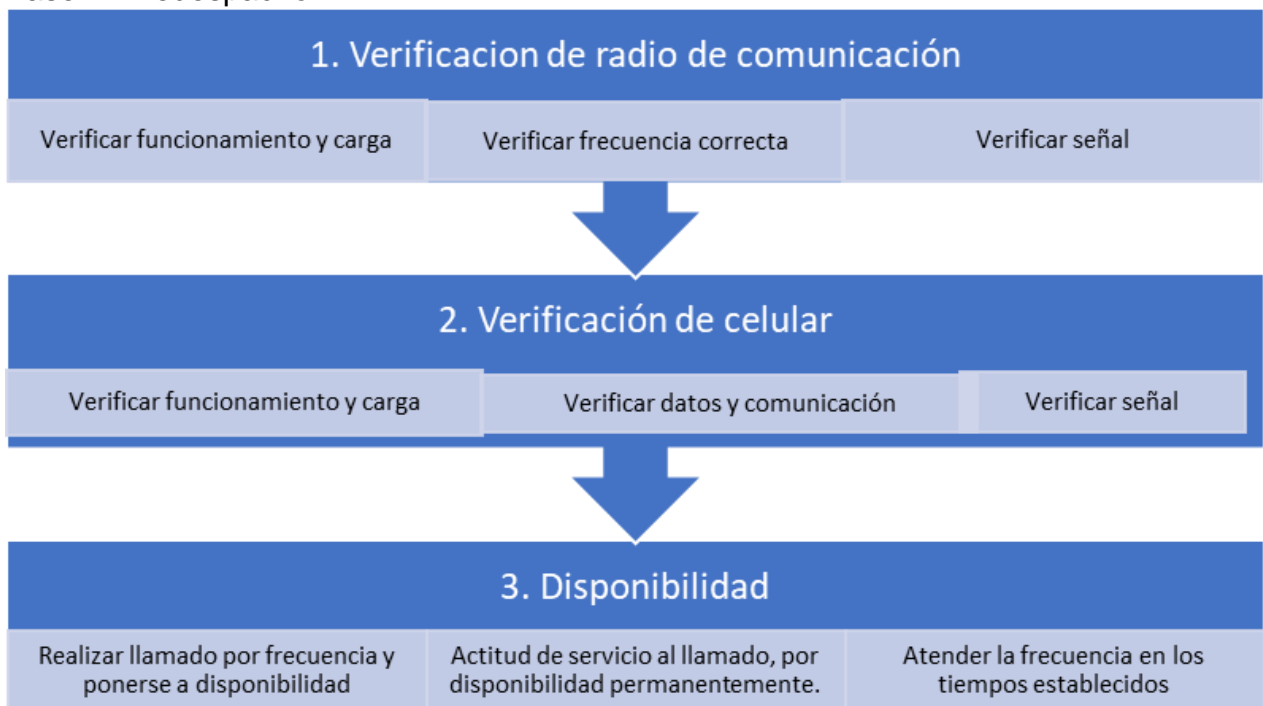 1. Verificacion de radio de comunicación
Verificar funcionamiento y carga
Verificar frecuencia correcta
Verificar señal
2. Verificación de celular
Verificar funcionamiento y carga
Verificar datos y comunicación
Verificar señal
3. Disponibilidad
Realizar llamado por frecuencia y
ponerse a disponibilidad
Actitud de servicio al llamado, por
disponibilidad permanentemente.
Atender la frecuencia en los
tiempos establecidos